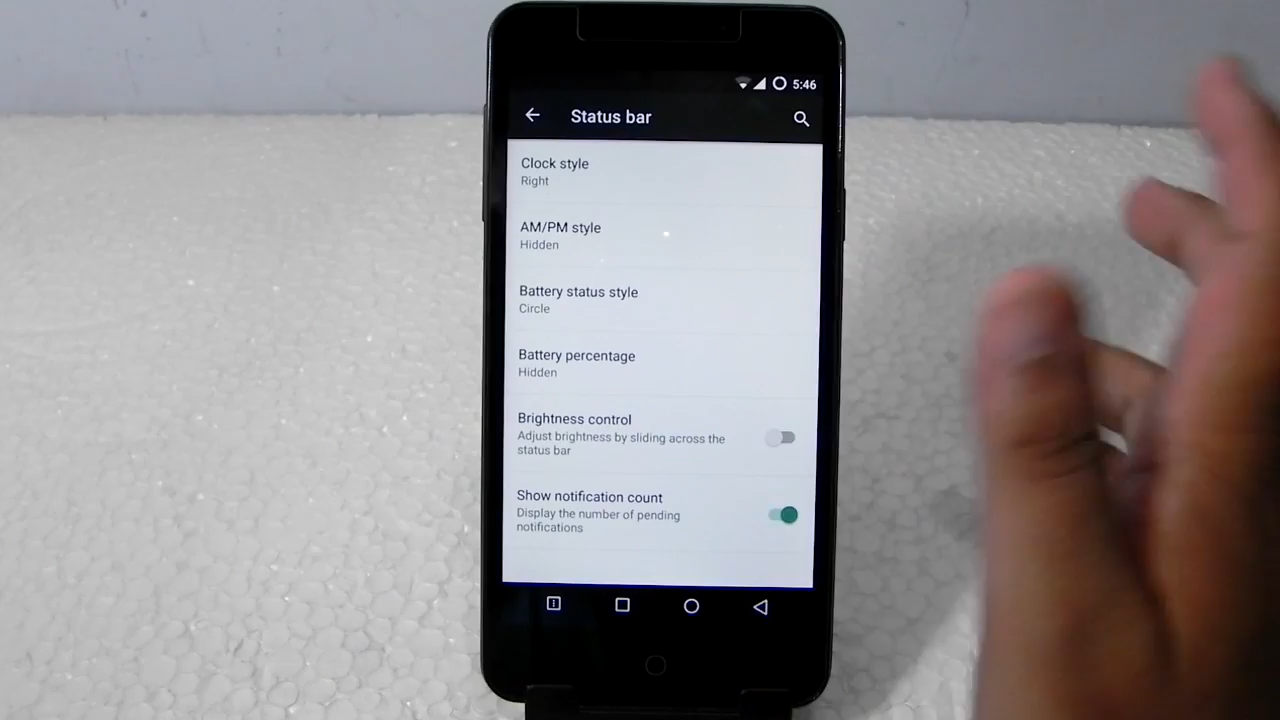 5:46
Status bar
Clock style
Right
AM/PM style
Hidden
Battery status style
Circle
Battery percentage
Hidden
Brightness control
Adjust brightness by sliding across the
status bar
Show notification count
Display the number of pending
notifications